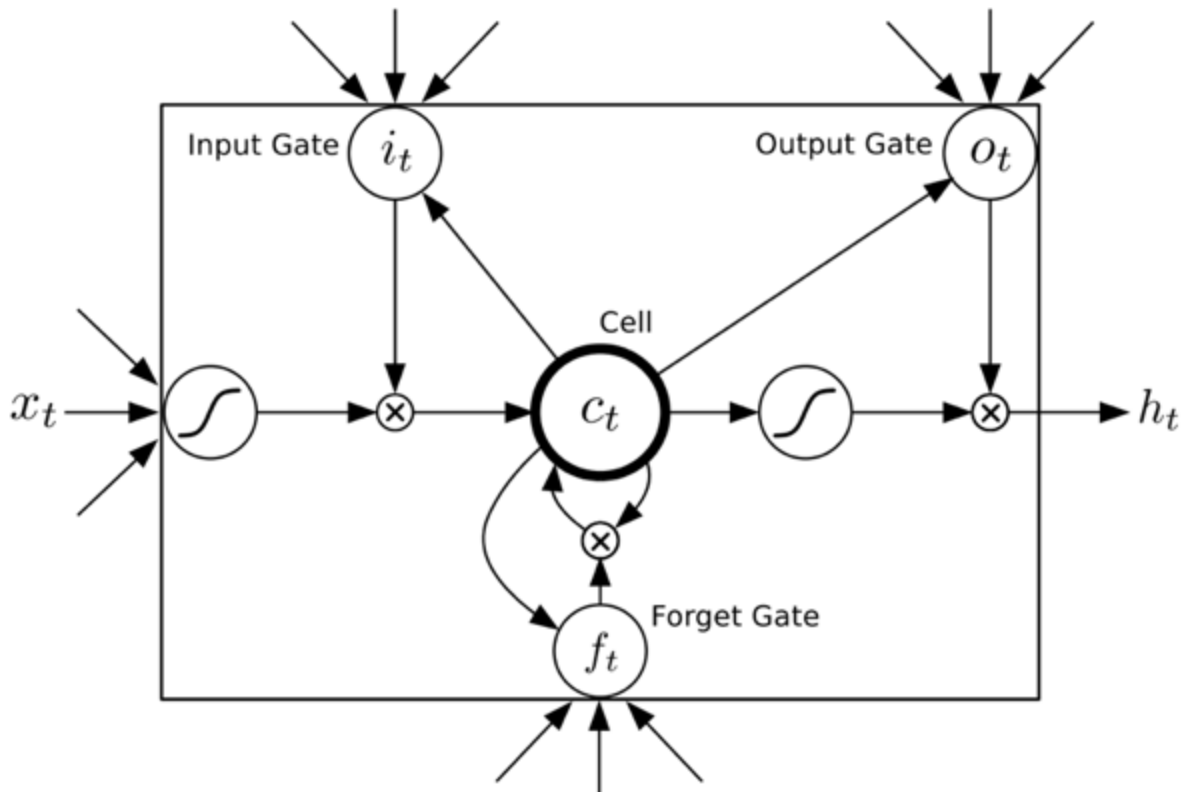 Input Gate
i_t
Output Gate
o_t
Cell
x_t
c_t
h_t
Forget Gate
f_t